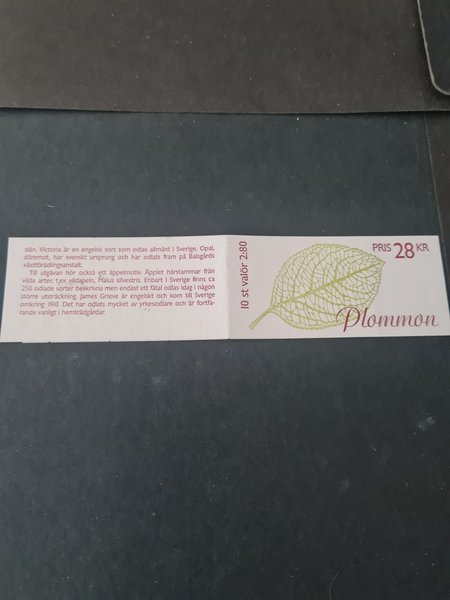 slån. Victoria är en engelsk sort som odlas allmänt i Sverige. Opal,
däremot, har svenskt ursprung och har odlats fram på Balsgårds
växtförädlingsanstalt.
Till utgåvan hör också ett äppelmotiv. Äpplet härstammar från
vilda arter, t.ex vildapeln, Malus silvestris. Enbart i Sverige finns ca
250 odlade sorter beskrivna men endast ett fåtal odlas idag i någon
större utsträckning. James Grieve är engelskt och kom till Sverige
omkring 1910. Det har odlats mycket av yrkesodlare och är fortfa-
rande vanligt i hemträdgårdar.
10 st valör 2:80
PRIS 28 KR
Plommon